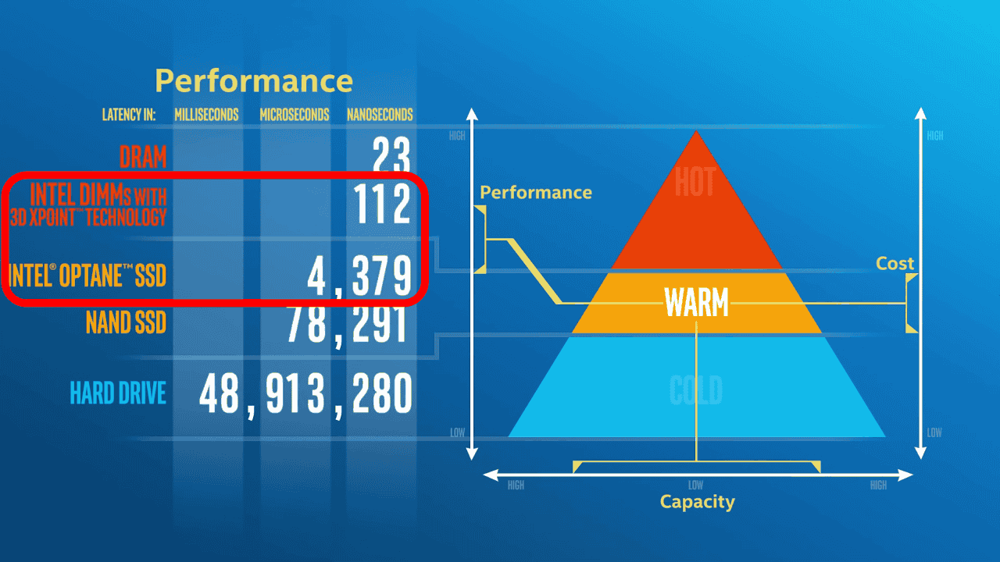 Performance
LATENCY IN: MILLISECONDS MICROSECONDS NANOSECONDS
DRAM 23
INTEL DIMMS WITH
3D XPOINT™ TECHNOLOGY 112
INTEL® OPTANE™ SSD 4,379
NAND SSD 78,291
HARD DRIVE 48,913,280
HIGH
HIGH
HOT
Performance
Cost
WARM
COLD
LOW
LOW
HIGH LOW HIGH
Capacity